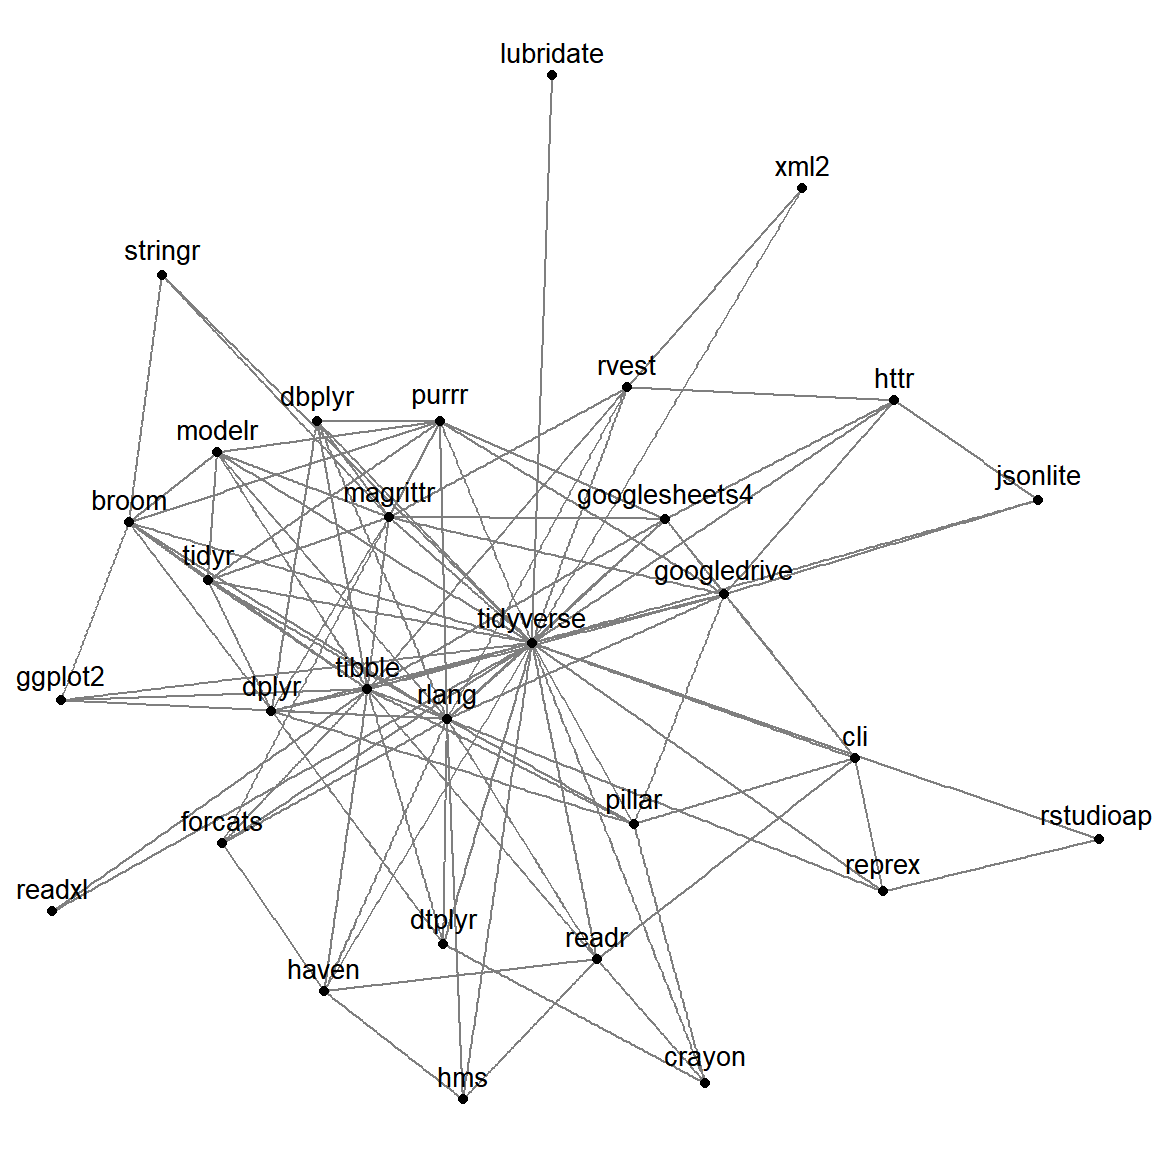 lubridate
xml2
stringr
rvest
httr
dbplyr
purrr
modelr
jsonlite
broom
magrittr
googlesheets4
tidyr
googledrive
tidyverse
ggplot2
dplyr
tibble
rlang
cli
forcats
pillar
rstudioap
readxl
reprex
dtplyr
readr
haven
hms
crayon